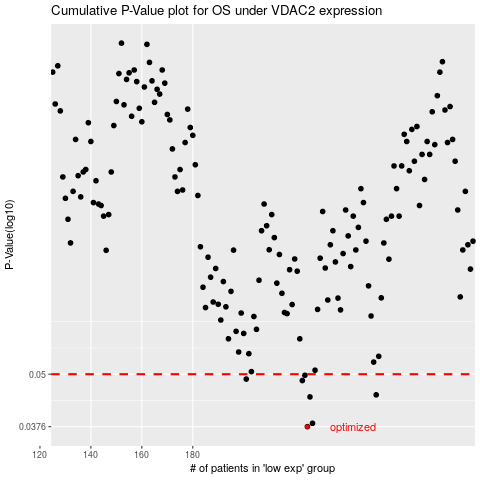 Cumulative P-Value plot for OS under VDAC2 expression
P-Value(log10)
0.05
0.0376
optimized
120 140 160 180
# of patients in 'low exp' group